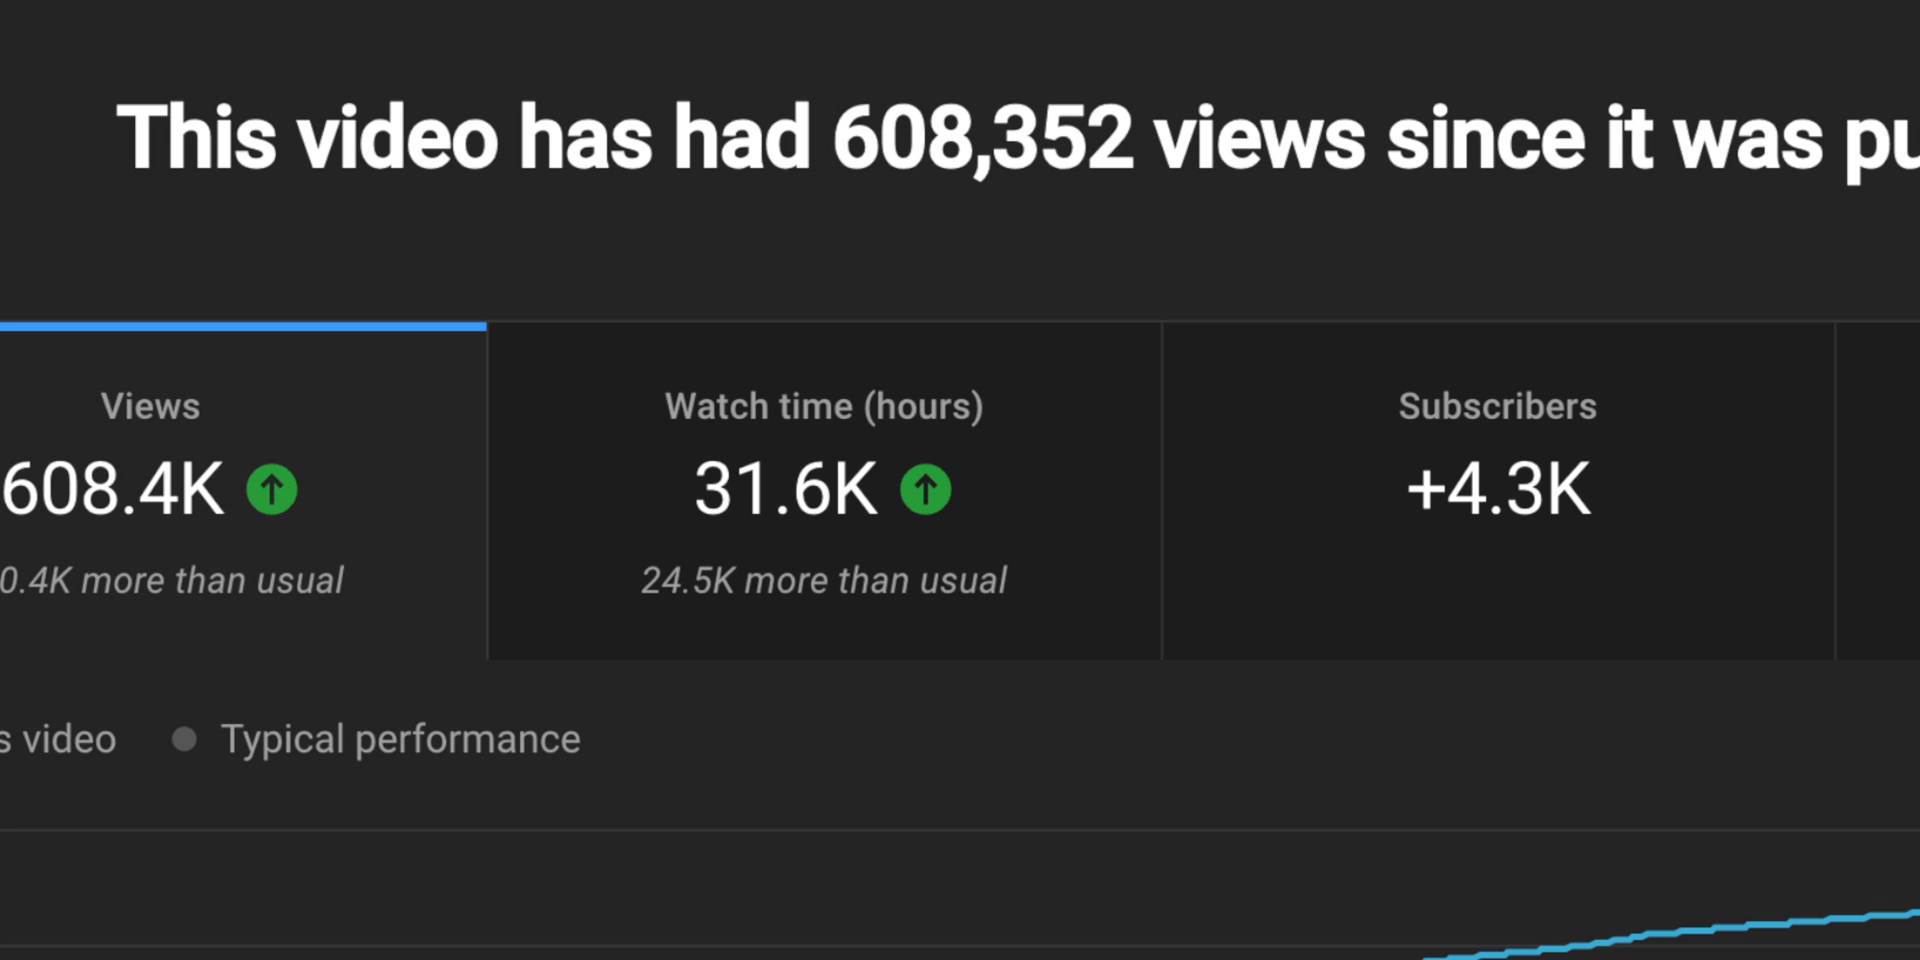 This video has had 608,352 views since it was pu
Views
608.4K
0.4K more than usual
Watch time (hours)
31.6K
24.5K more than usual
Subscribers
+4.3K
s video
Typical performance